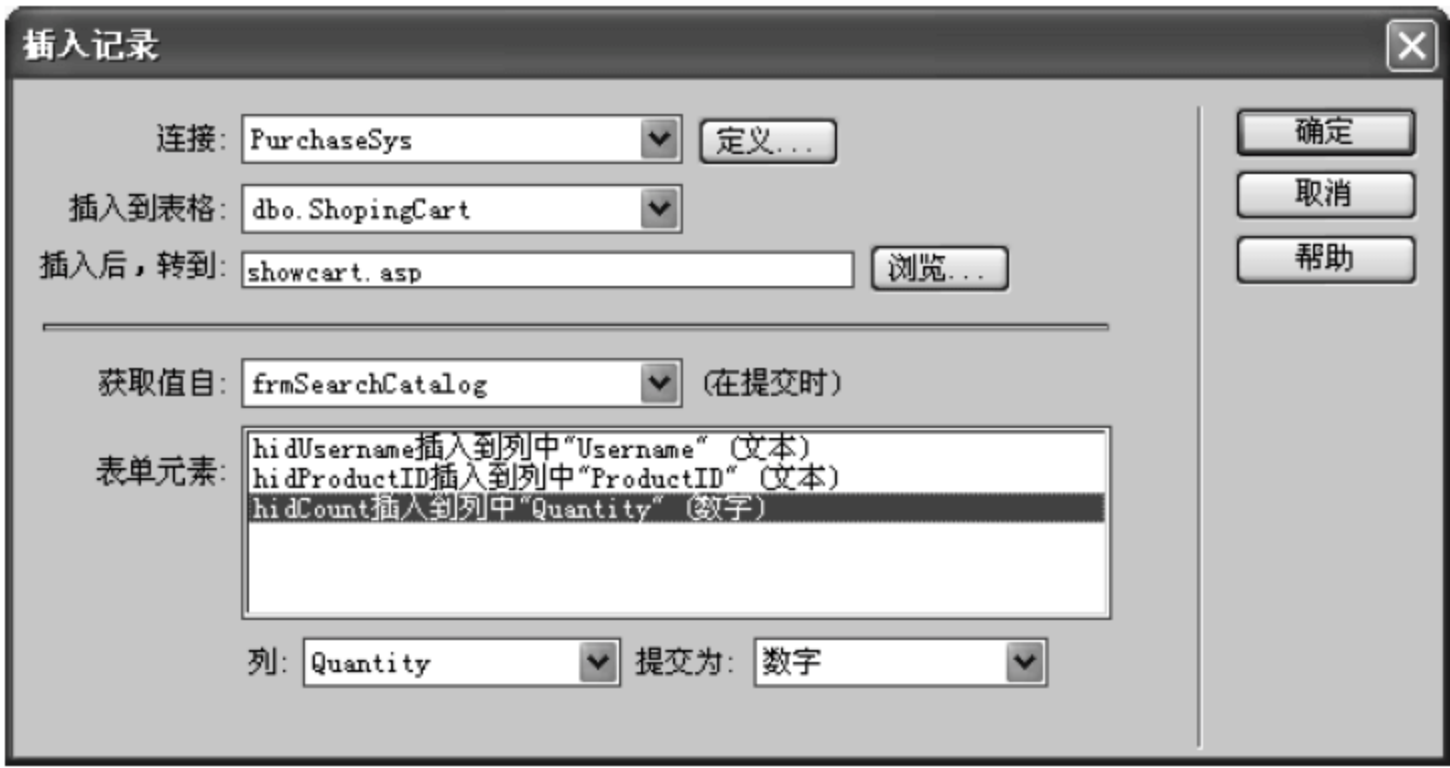 插入记录
连接: PurchaseSys 定义...
插入到表格: dbo.ShopingCart
插入后,转到: showcart.asp 浏览...
获取值自: frmSearchCatalog (在提交时)
表单元素:
hidUsername插入到列中"Username" (文本)
hidProductID插入到列中"ProductID" (文本)
hidCount插入到列中"Quantity" (数字)
列: Quantity 提交为: 数字
确定
取消
帮助